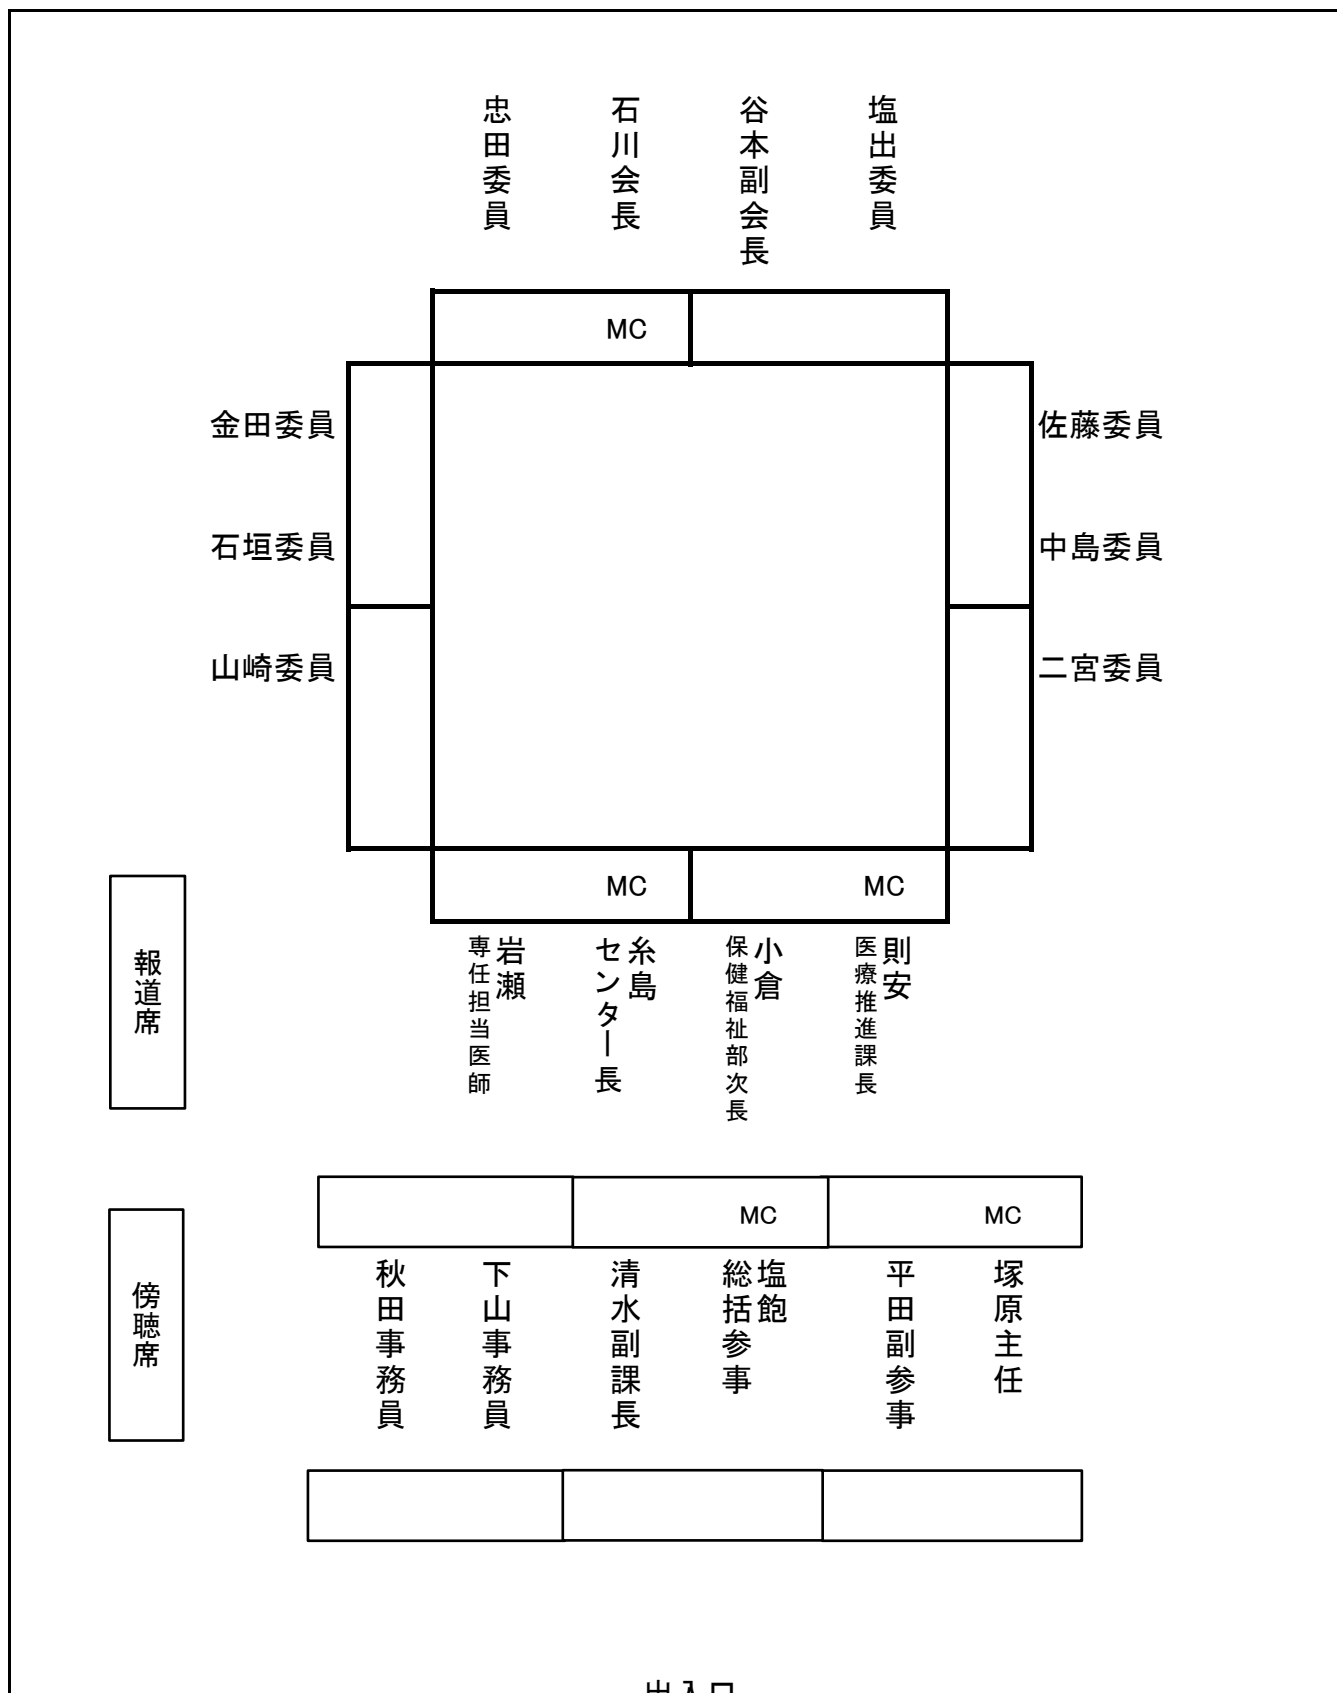 忠田委員
石川会長
谷本副会長
塩出委員
MC
金田委員
佐藤委員
石垣委員
中島委員
山崎委員
二宮委員
MC
MC
岩瀬
専任担当医師
糸島
センター長
小倉
保健福祉部次長
則安
医療推進課長
報道席
MC
MC
秋田事務員
下山事務員
清水副課長
塩飽
総括参事
平田副参事
塚原主任
傍聴席
出入口